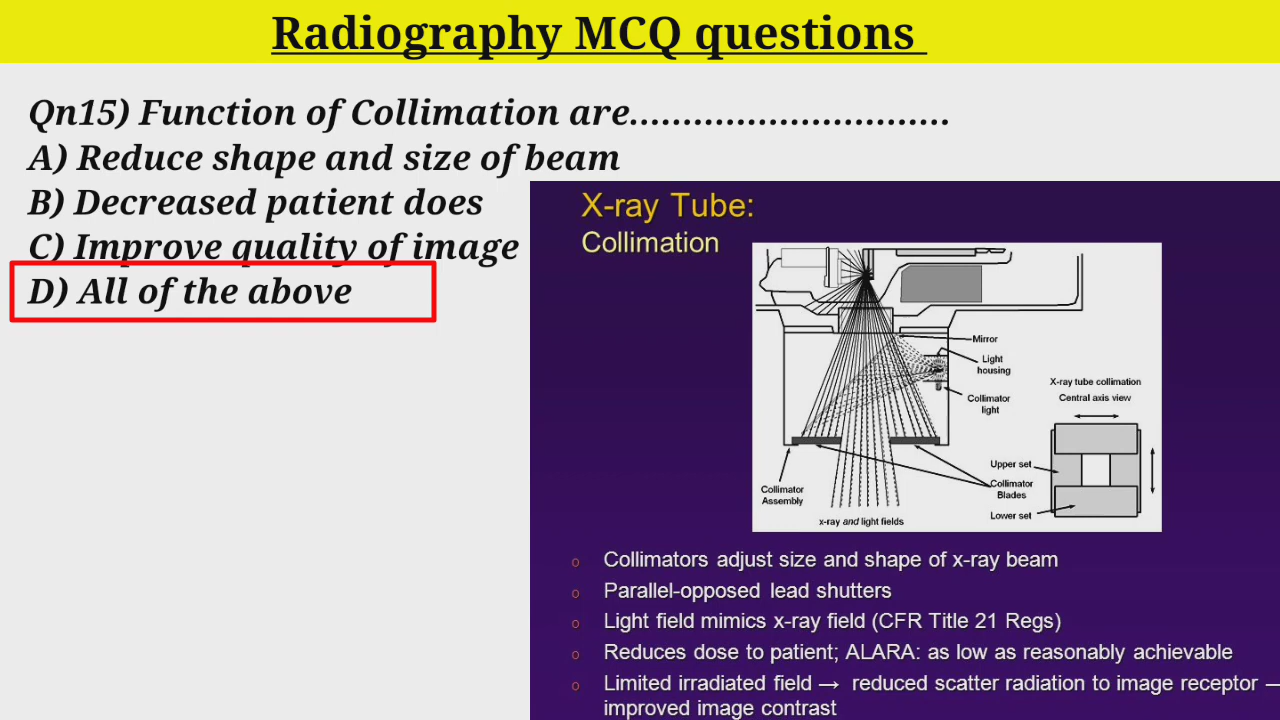 Radiography MCQ questions
Qn15) Function of Collimation are..............................
A) Reduce shape and size of beam
B) Decreased patient does
C) Improve quality of image
D) All of the above
X-ray Tube:
Collimation
Mirror
Light
housing
Collimator
light
X-ray tube collimation
Central axis view
Upper set
Collimator
Blades
Lower set
Collimator
Assembly
x-ray and light fields
o Collimators adjust size and shape of x-ray beam
o Parallel-opposed lead shutters
o Light field mimics x-ray field (CFR Title 21 Regs)
o Reduces dose to patient; ALARA: as low as reasonably achievable
o Limited irradiated field → reduced scatter radiation to image receptor →
improved image contrast